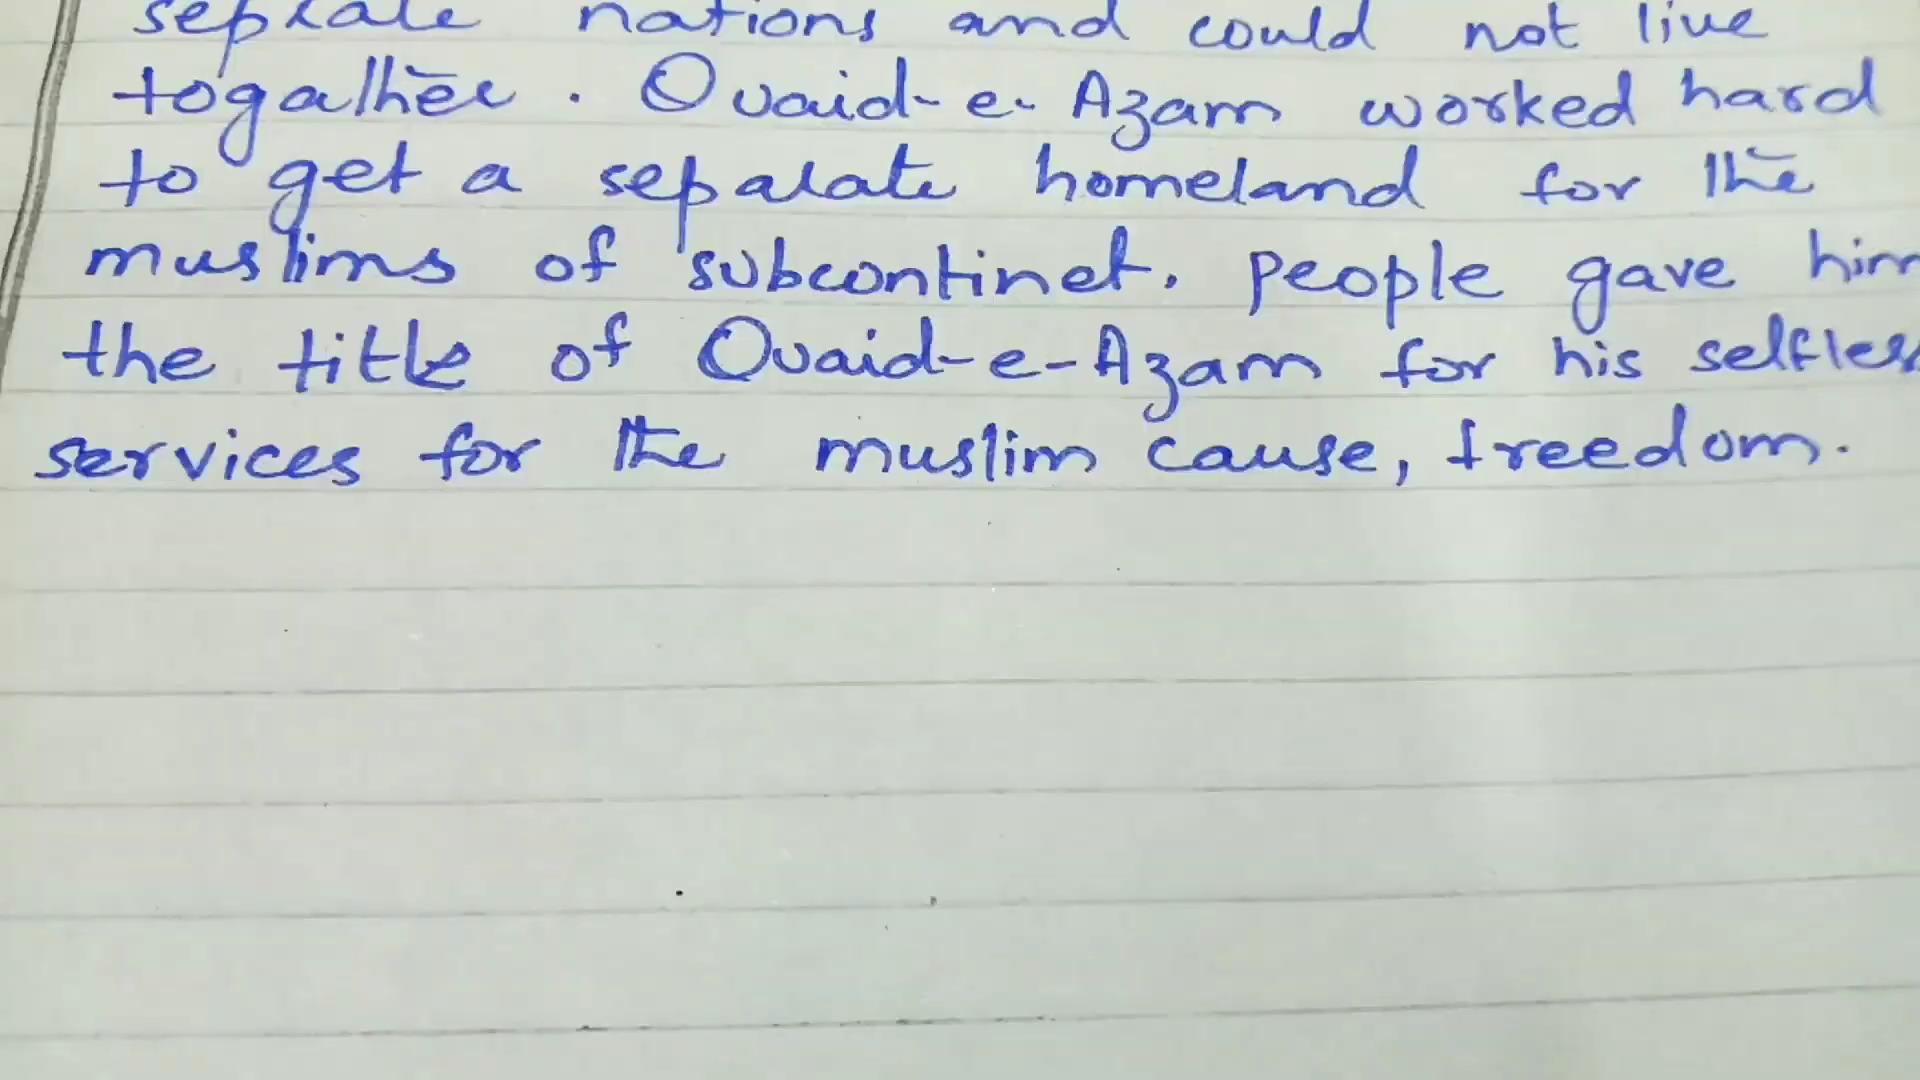 seprate nations and could not live
togather. Quaid-e-Azam worked hard
to get a separate homeland for the
muslims of subcontinet. People gave him
the title of Quaid-e-Azam for his selfless
services for the muslim cause, freedom.